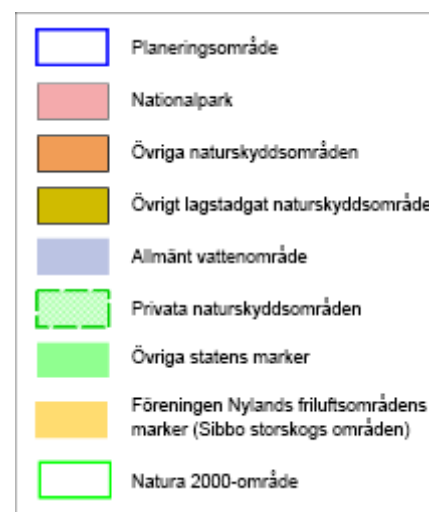 Planeringsområde
Nationalpark
Övriga naturskyddsområden
Övrigt lagstadgat naturskyddsområde
Allmänt vattenområde
Privata naturskyddsområden
Övriga statens marker
Föreningen Nylands friluftsområdens
marker (Sibbo storskogs områden)
Natura 2000-område